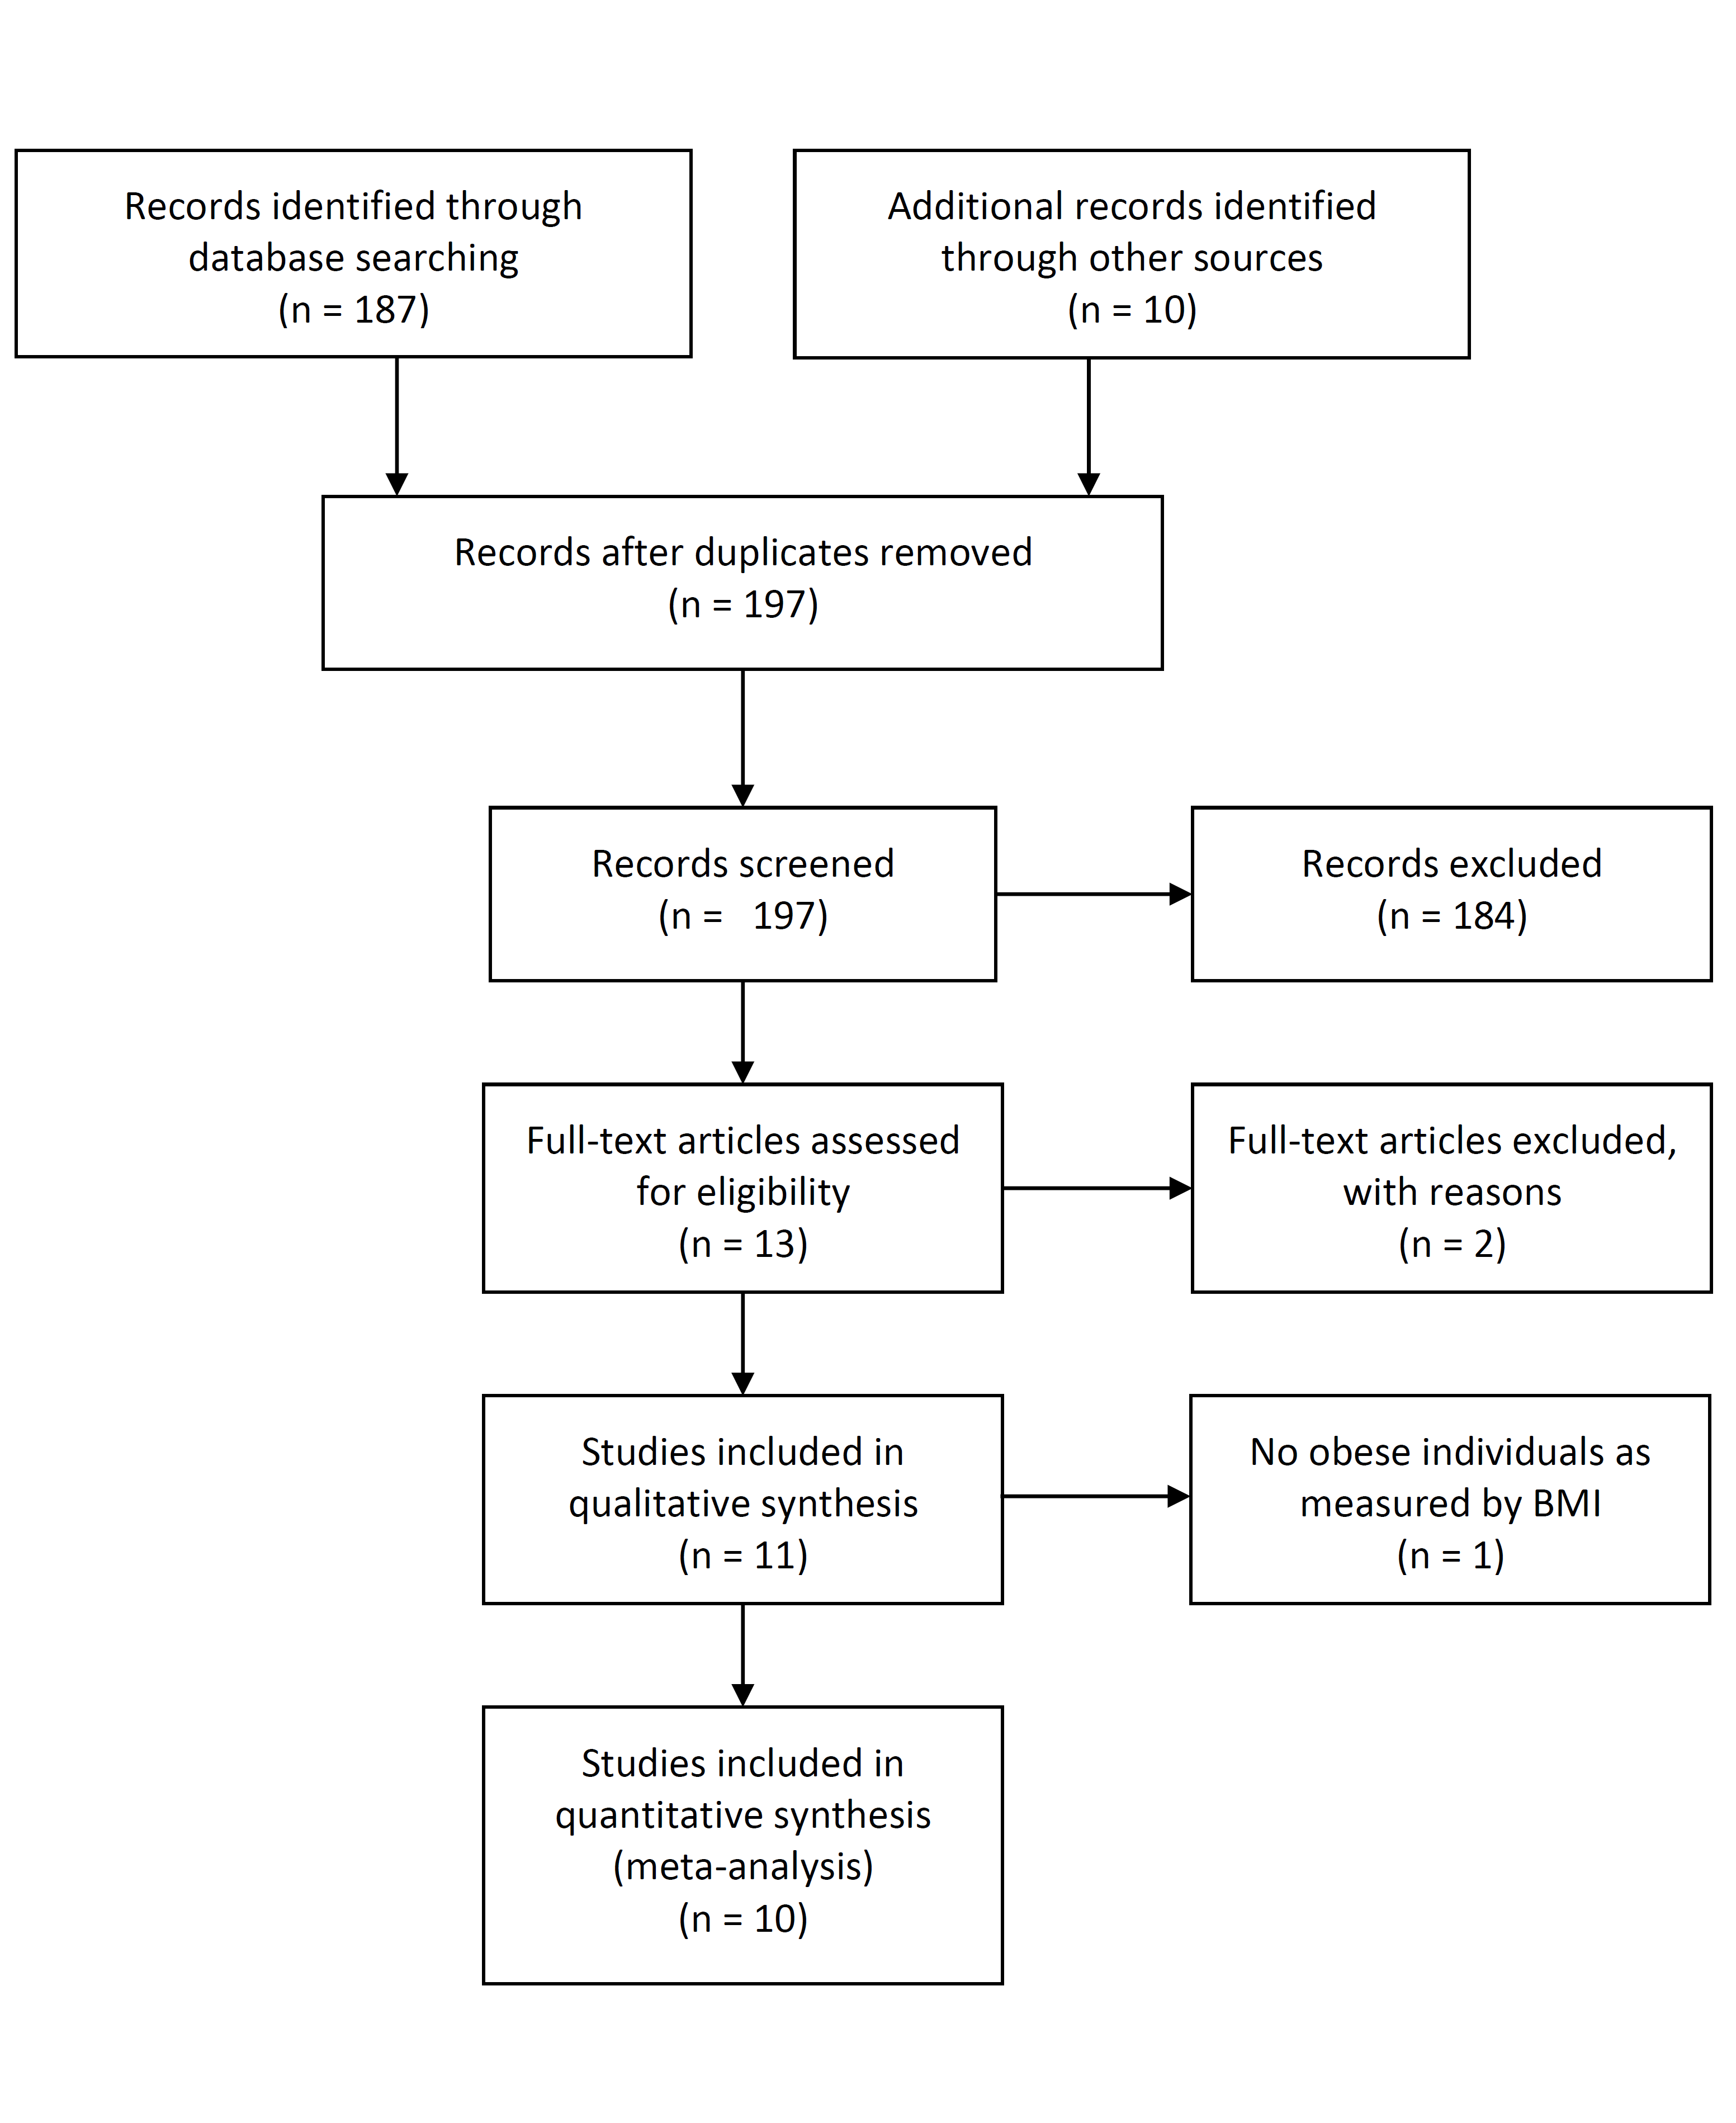 Records identified through
database searching
(n = 187)
Additional records identified
through other sources
(n = 10)
Records after duplicates removed
(n = 197)
Records screened
(n =   197)
Records excluded
(n = 184)
Full-text articles assessed
for eligibility
(n = 13)
Full-text articles excluded,
with reasons
(n = 2)
Studies included in
qualitative synthesis
(n = 11)
No obese individuals as
measured by BMI
(n = 1)
Studies included in
quantitative synthesis
(meta-analysis)
(n = 10)